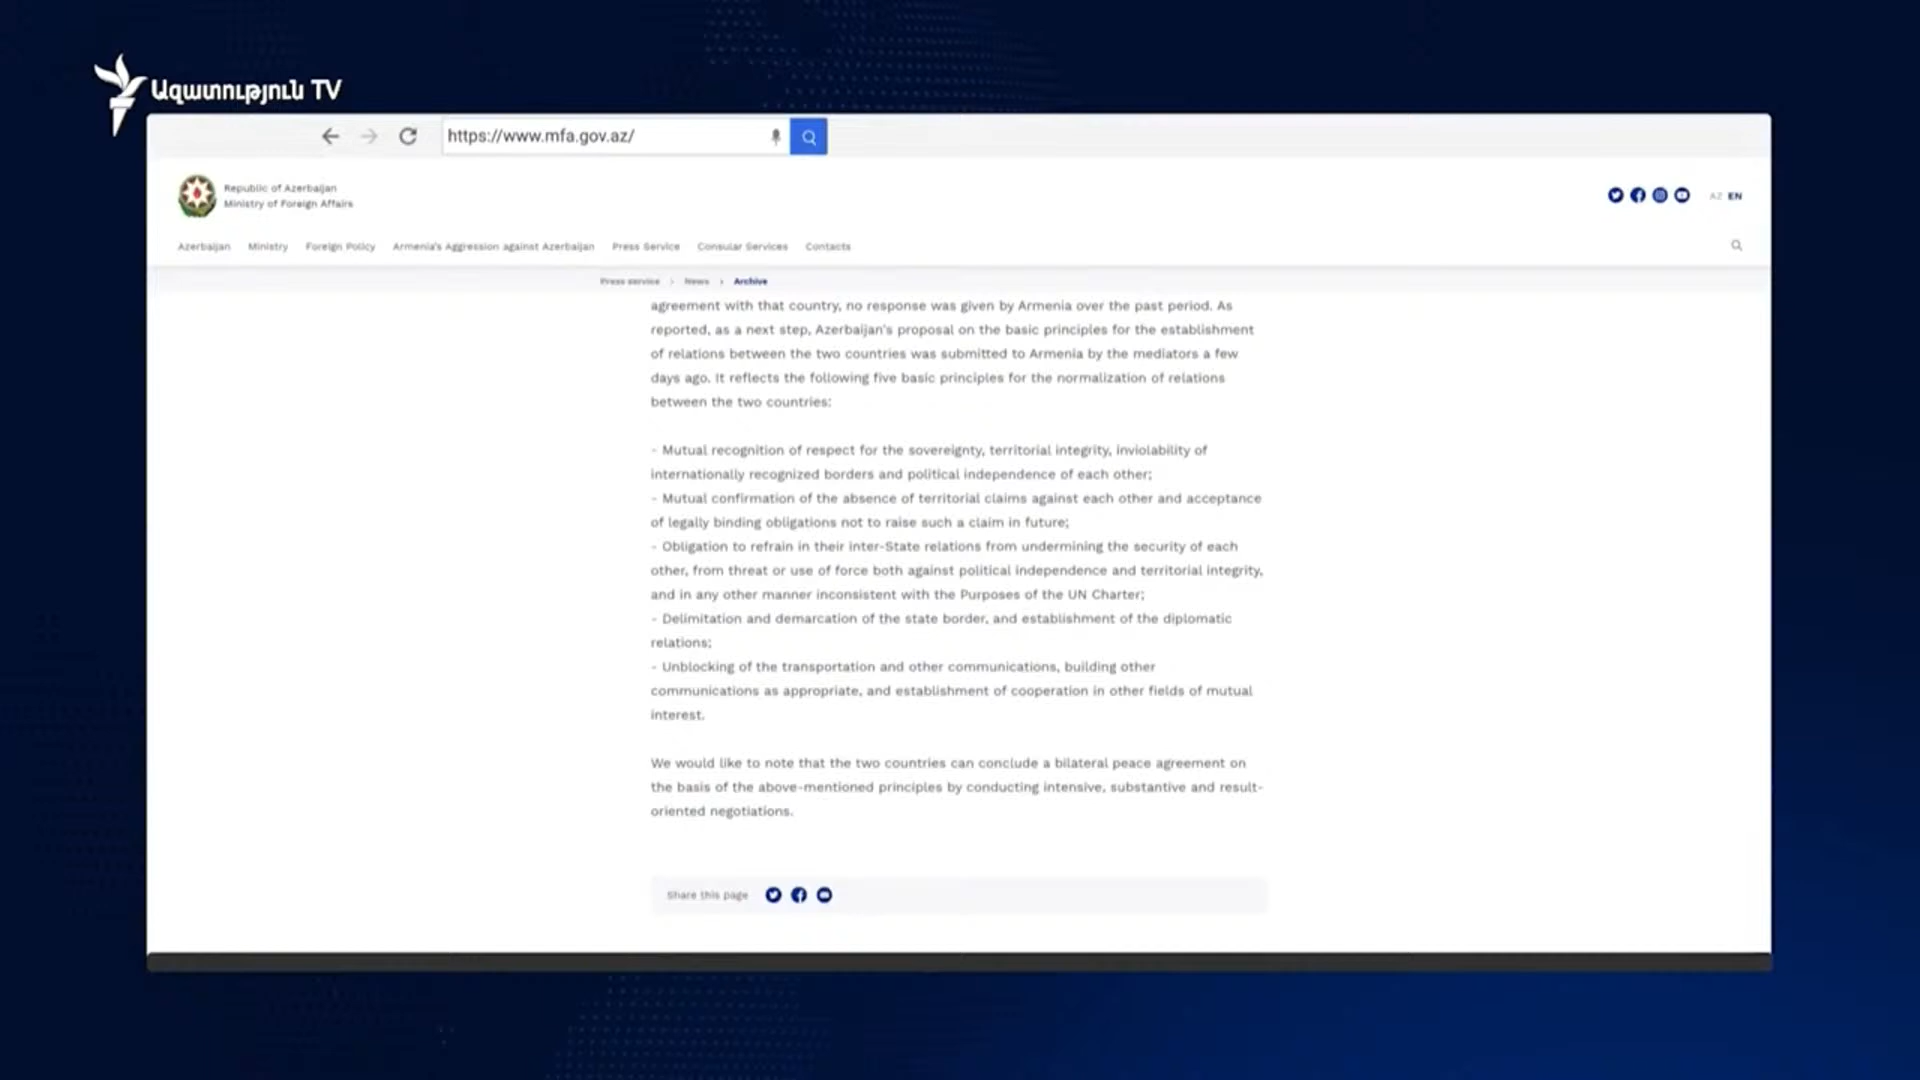 Ազատություն TV
https://www.mfa.gov.az/
Republic of Azerbaijan
Ministry of Foreign Affairs
AZ EN
Azerbaijan Ministry Foreign Policy Armenia's Aggression against Azerbaijan Press Service Consular Services Contacts
Press service > News > Archive
agreement with that country, no response was given by Armenia over the past period. As
reported, as a next step, Azerbaijan's proposal on the basic principles for the establishment
of relations between the two countries was submitted to Armenia by the mediators a few
days ago. It reflects the following five basic principles for the normalization of relations
between the two countries:
- Mutual recognition of respect for the sovereignty, territorial integrity, inviolability of
internationally recognized borders and political independence of each other;
- Mutual confirmation of the absence of territorial claims against each other and acceptance
of legally binding obligations not to raise such a claim in future;
- Obligation to refrain in their inter-State relations from undermining the security of each
other, from threat or use of force both against political independence and territorial integrity,
and in any other manner inconsistent with the Purposes of the UN Charter;
- Delimitation and demarcation of the state border, and establishment of the diplomatic
relations;
- Unblocking of the transportation and other communications, building other
communications as appropriate, and establishment of cooperation in other fields of mutual
interest.
We would like to note that the two countries can conclude a bilateral peace agreement on
the basis of the above-mentioned principles by conducting intensive, substantive and result-
oriented negotiations.
Share this page